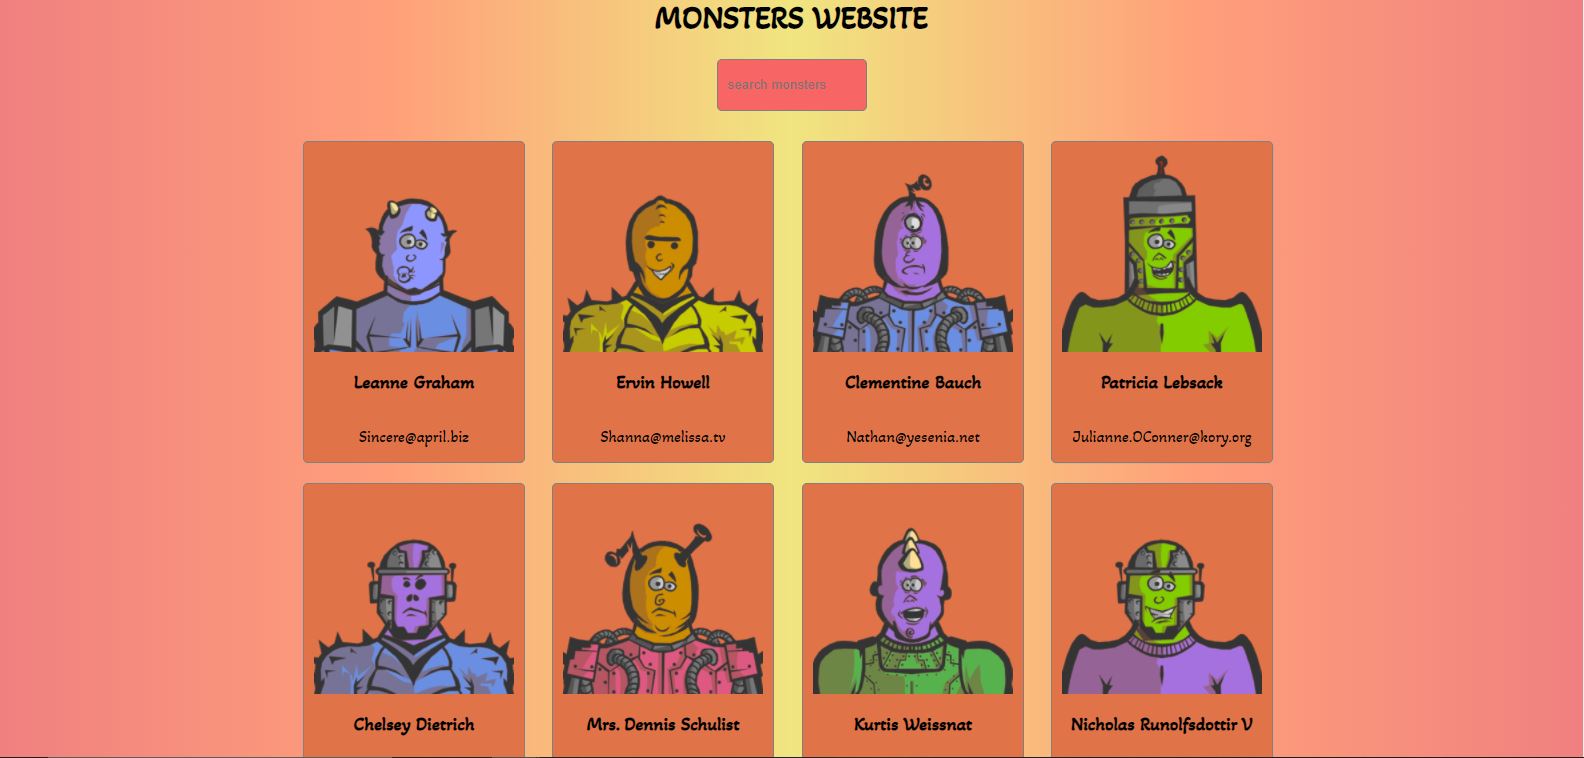 MONSTERS WEBSITE
search monsters
Leanne Graham
Sincere@april.biz
Ervin Howell
Shanna@melissa.tv
Clementine Bauch
Nathan@yesenia.net
Patricia Lebsack
Julianne.OConner@kory.org
Chelsey Dietrich
Mrs. Dennis Schulist
Kurtis Weissnat
Nicholas Runolfsdottir V